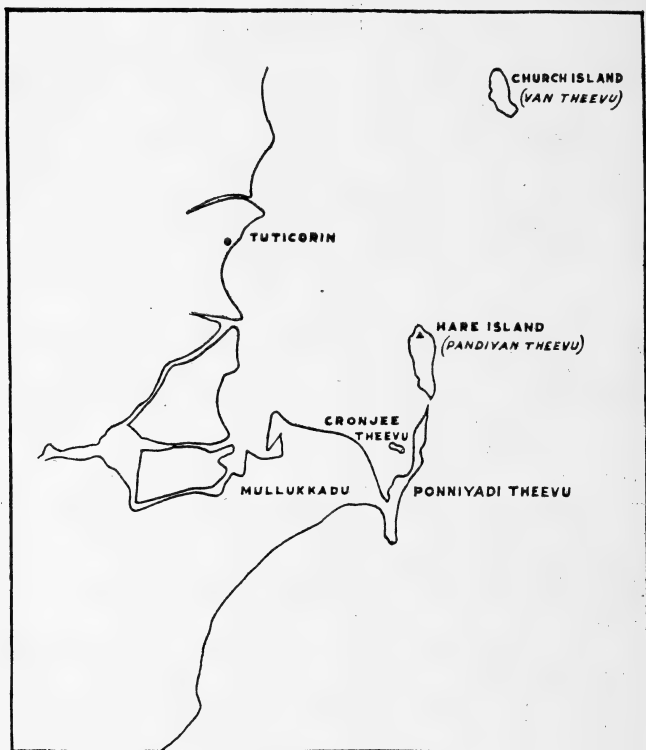 CHURCH ISLAND
(VAN THEEVU)
TUTICORIN
HARE ISLAND
(PANDIYAN THEEVU)
CRONJEE
THEEVU
MULLUKKADU
PONNIYADI THEEVU